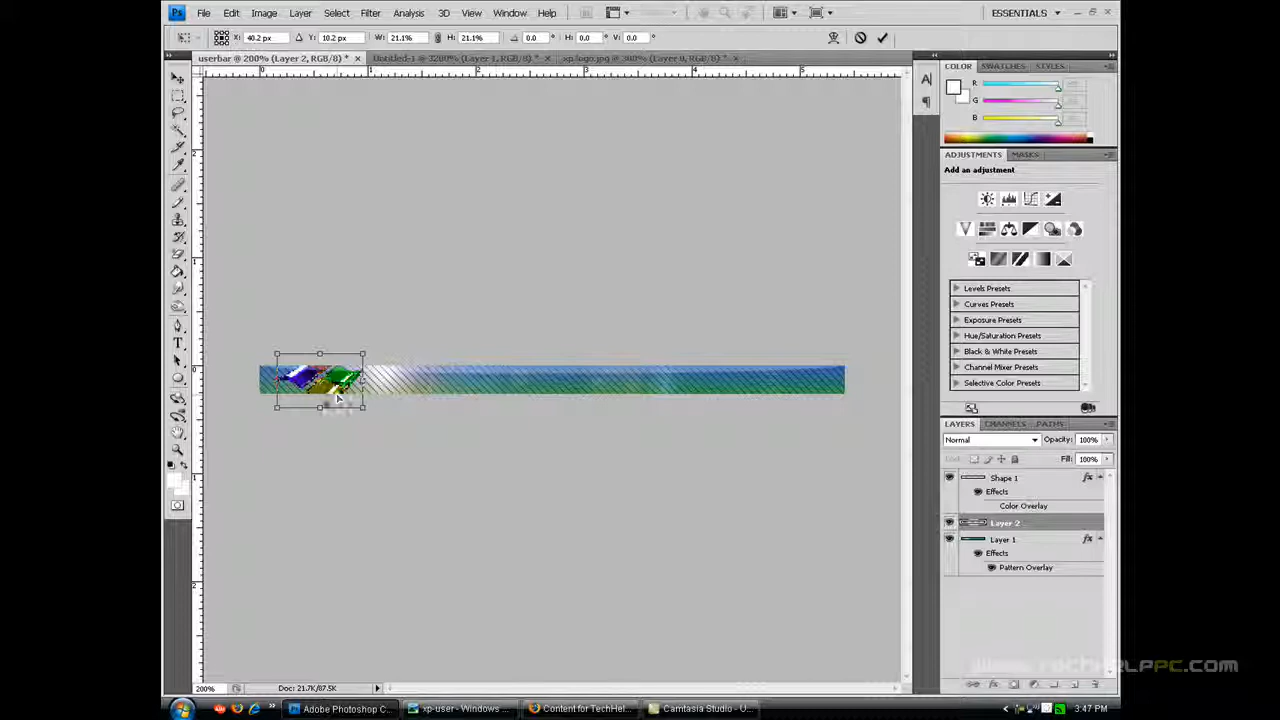 Ps File Edit Image Layer Select Filter Analysis 3D View Window Help ESSENTIALS
X: 40.2 px Y: 10.2 px W: 21.1% H: 21.1% 0.0 ° H: 0.0 ° V: 0.0 °
userbar @ 200% (Layer 2, RGB/8) * × Untitled-1 @ 3200% (Layer 1, RGB/8) * × xp logo.jpg @ 300% (Layer 0, RGB/8) * ×
COLOR SWATCHES STYLES
R
G
B
ADJUSTMENTS MASKS
Add an adjustment
Levels Presets
Curves Presets
Exposure Presets
Hue/Saturation Presets
Black & White Presets
Channel Mixer Presets
Selective Color Presets
LAYERS CHANNELS PATHS
Normal Opacity: 100%
Lock: Fill: 100%
Shape 1 fx
Effects
Color Overlay
Layer 2
Layer 1 fx
Effects
Pattern Overlay
www.TECHHELPPC.com
200% Doc: 21.7K/87.5K
Adobe Photoshop C... xp-user - Windows ... Content for TechHel... Camtasia Studio - U... 3:47 PM